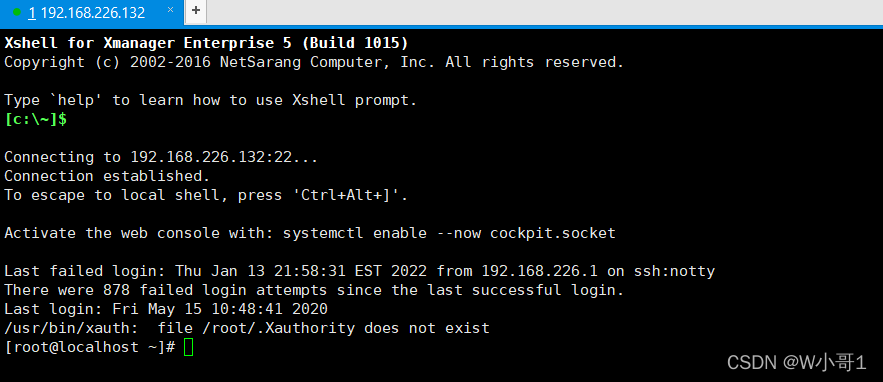 1 192.168.226.132 × +
Xshell for Xmanager Enterprise 5 (Build 1015)
Copyright (c) 2002-2016 NetSarang Computer, Inc. All rights reserved.
Type `help' to learn how to use Xshell prompt.
[c:\~]$
Connecting to 192.168.226.132:22...
Connection established.
To escape to local shell, press 'Ctrl+Alt+]'.
Activate the web console with: systemctl enable --now cockpit.socket
Last failed login: Thu Jan 13 21:58:31 EST 2022 from 192.168.226.1 on ssh:notty
There were 878 failed login attempts since the last successful login.
Last login: Fri May 15 10:48:41 2020
/usr/bin/xauth:  file /root/.Xauthority does not exist
[root@localhost ~]#
CSDN @W小哥1